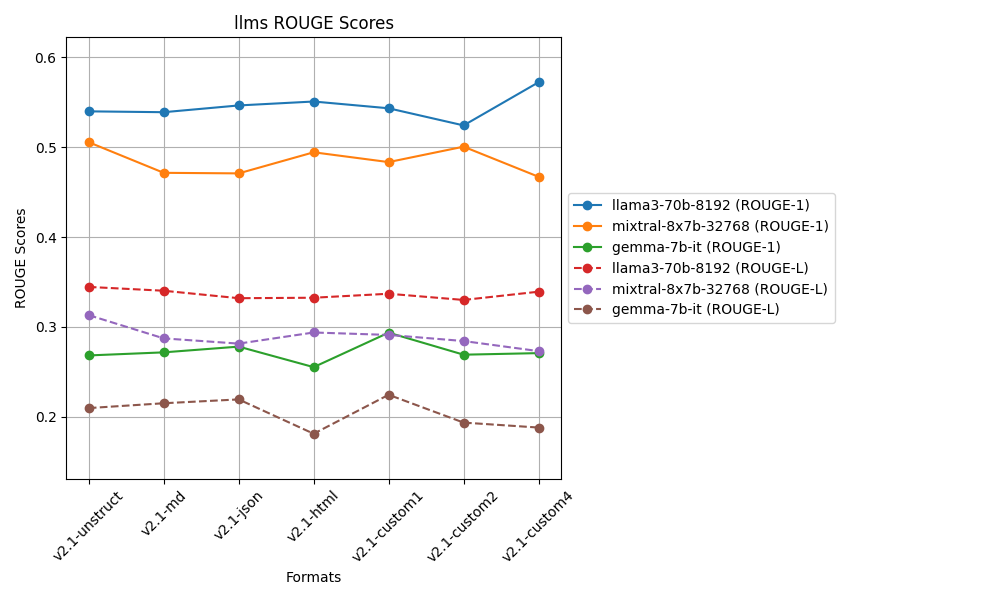 llms ROUGE Scores
ROUGE Scores
0.6
0.5
0.4
0.3
0.2
v2.1-unstruct
v2.1-md
v2.1-json
v2.1-html
v2.1-custom1
v2.1-custom2
v2.1-custom4
Formats
llama3-70b-8192 (ROUGE-1)
mixtral-8x7b-32768 (ROUGE-1)
gemma-7b-it (ROUGE-1)
llama3-70b-8192 (ROUGE-L)
mixtral-8x7b-32768 (ROUGE-L)
gemma-7b-it (ROUGE-L)